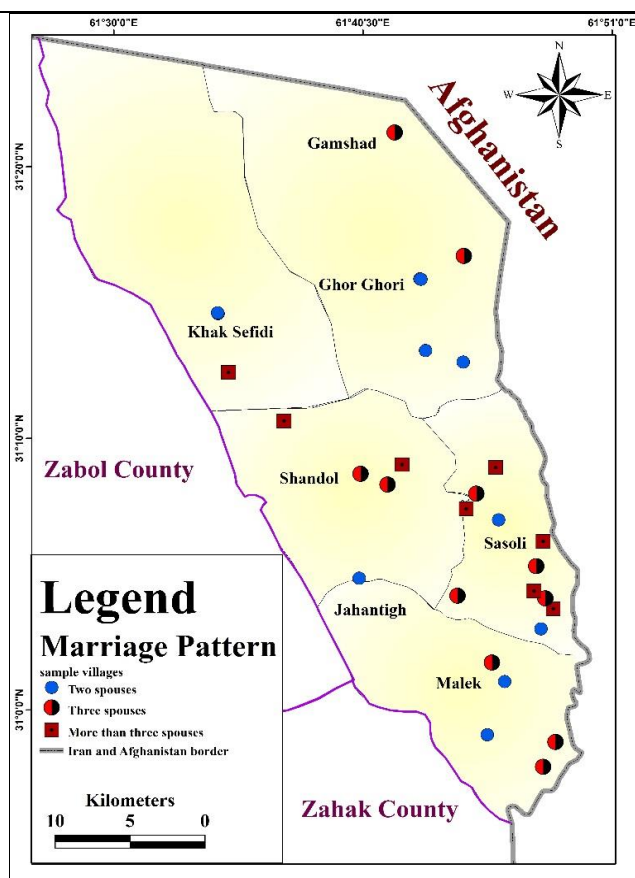 61°30'0"E
61°40'30"E
61°51'0"E
N
W
E
S
Afghanistan
Gamshad
31°20'0"N
Ghor Ghori
Khak Sefidi
31°10'0"N
Zabol County
Shandol
Sasoli
Jahantigh
Malek
31°0'0"N
Zahak County
Legend
Marriage Pattern
sample villages
Two spouses
Three spouses
More than three spouses
Iran and Afghanistan border
Kilometers
10 5 0